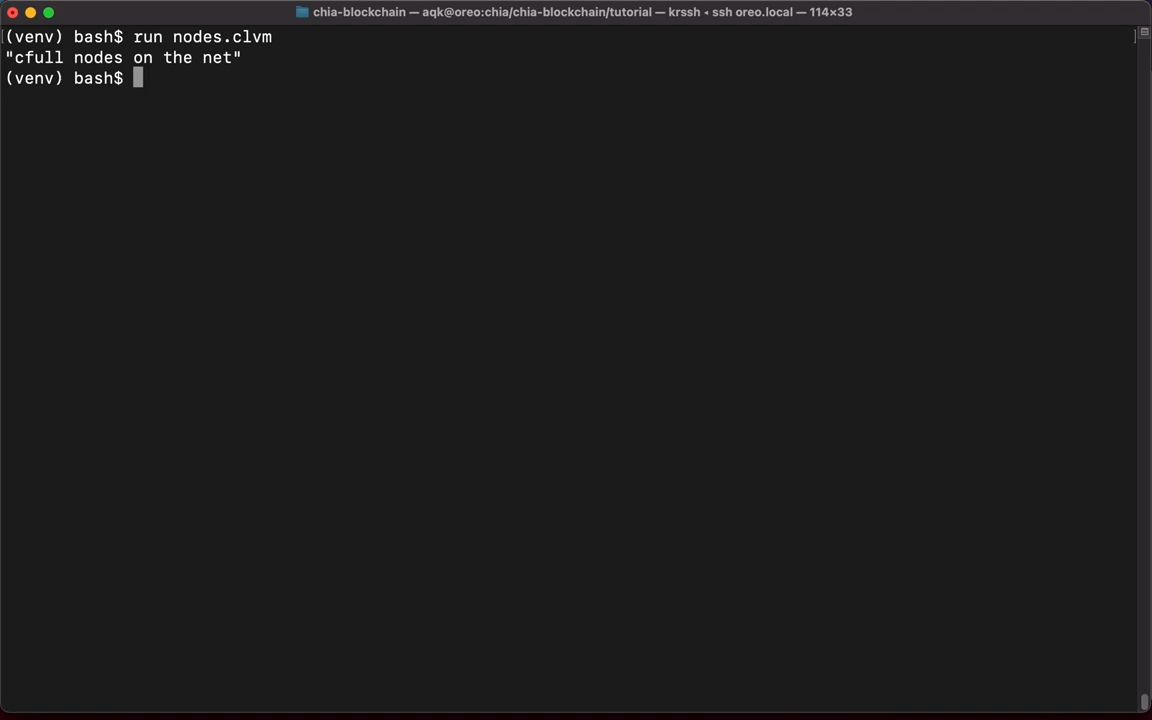 chia-blockchain — aqk@oreo:chia/chia-blockchain/tutorial — krssh ◂ ssh oreo.local — 114×33
(venv) bash$ run nodes.clvm
"cfull nodes on the net"
(venv) bash$